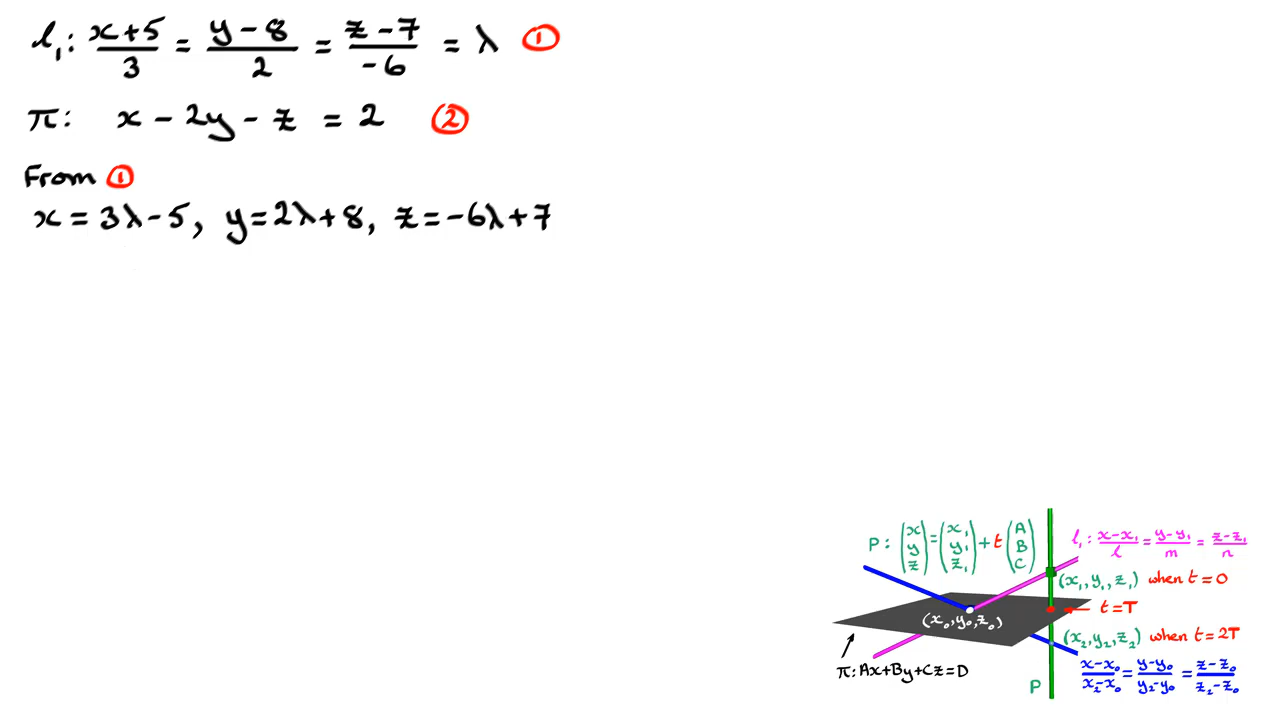 l₁: (x+5)/3 = (y-8)/2 = (z-7)/-6 = λ ①
π: x - 2y - z = 2 ②
From ①
x = 3λ-5, y = 2λ+8, z = -6λ+7
P: (x y z) = (x₁ y₁ z₁) + t (A B C)
l₁: (x-x₁)/l = (y-y₁)/m = (z-z₁)/n
(x₁, y₁, z₁) when t = 0
t = T
(x₀, y₀, z₀)
(x₂, y₂, z₂) when t = 2T
π: Ax+By+Cz=D
(x-x₀)/(x₂-x₀) = (y-y₀)/(y₂-y₀) = (z-z₀)/(z₂-z₀)
P